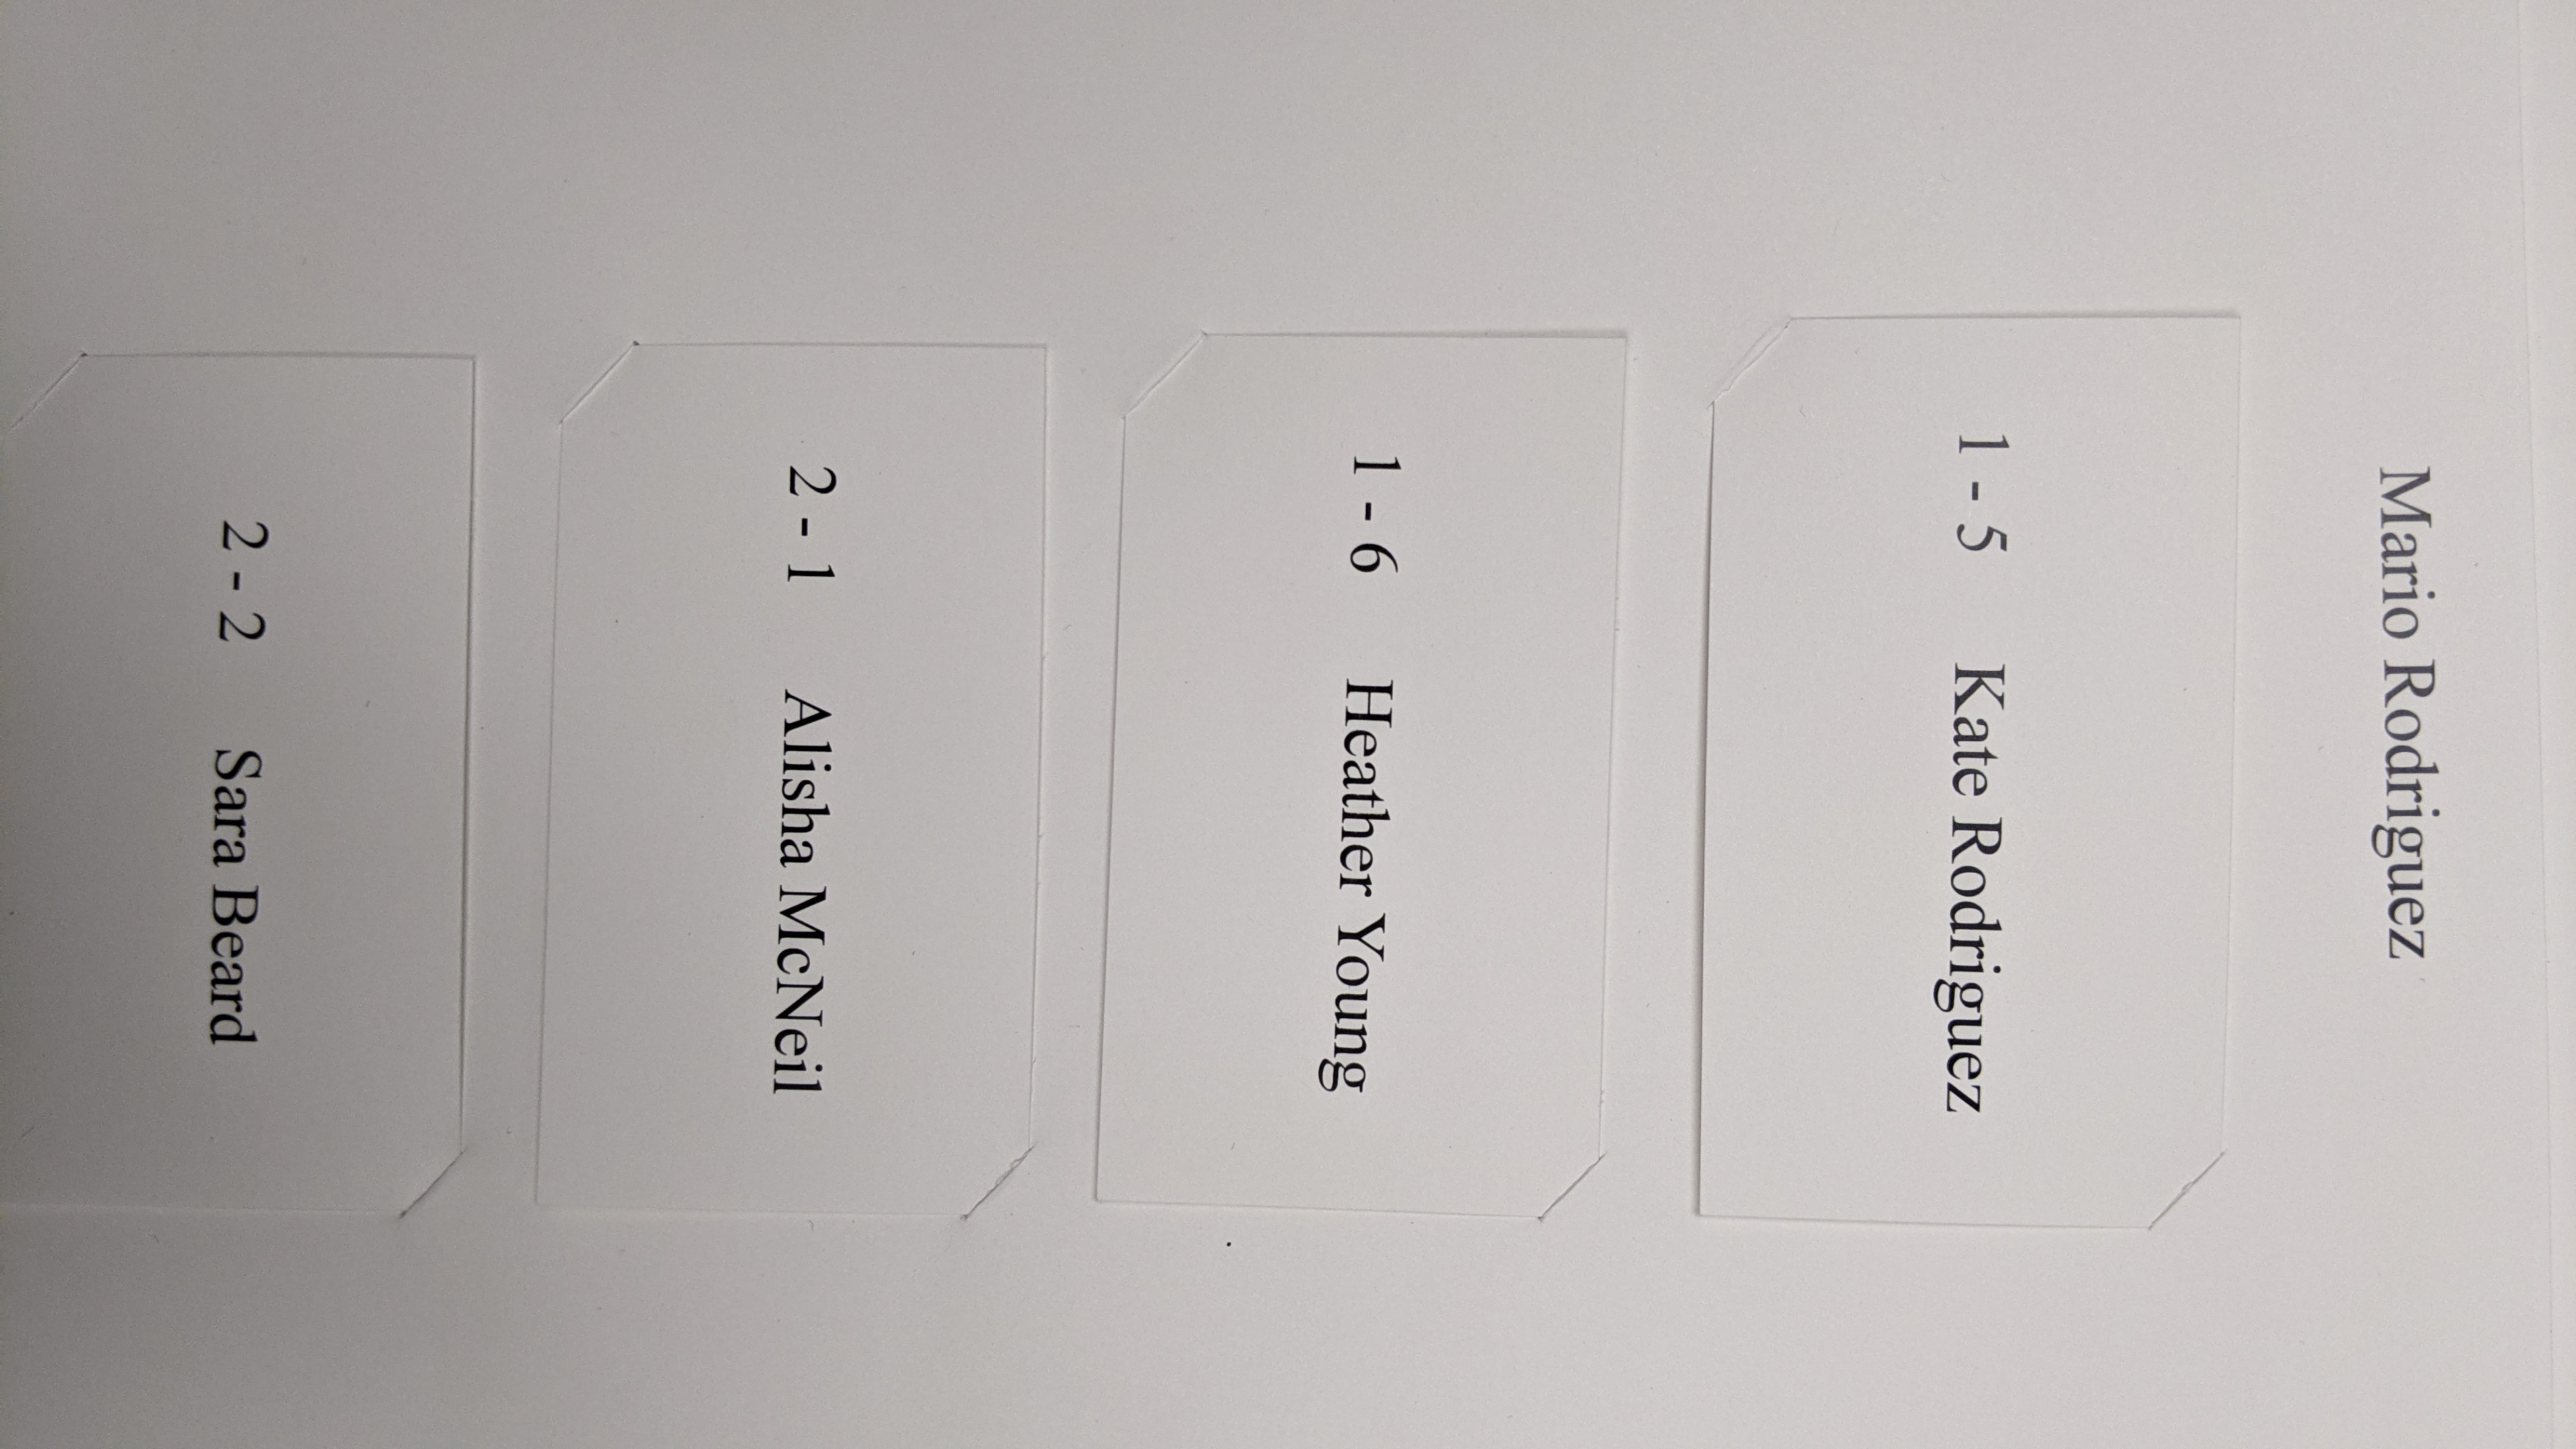 Mario Rodriguez
1 - 5 Kate Rodriguez
1 - 6 Heather Young
2 - 1 Alisha McNeil
2 - 2 Sara Beard